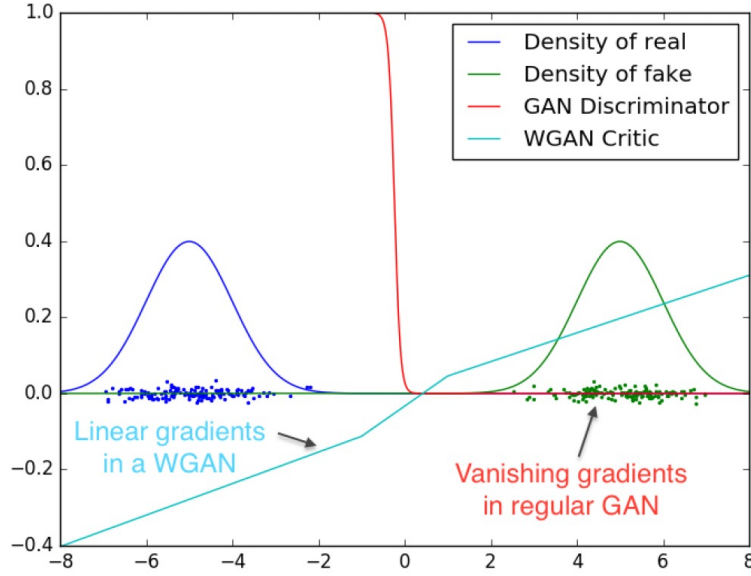 1.0
0.8
0.6
0.4
0.2
0.0
−0.2
−0.4
Density of real
Density of fake
GAN Discriminator
WGAN Critic
Linear gradients
in a WGAN
Vanishing gradients
in regular GAN
−8 −6 −4 −2 0 2 4 6 8